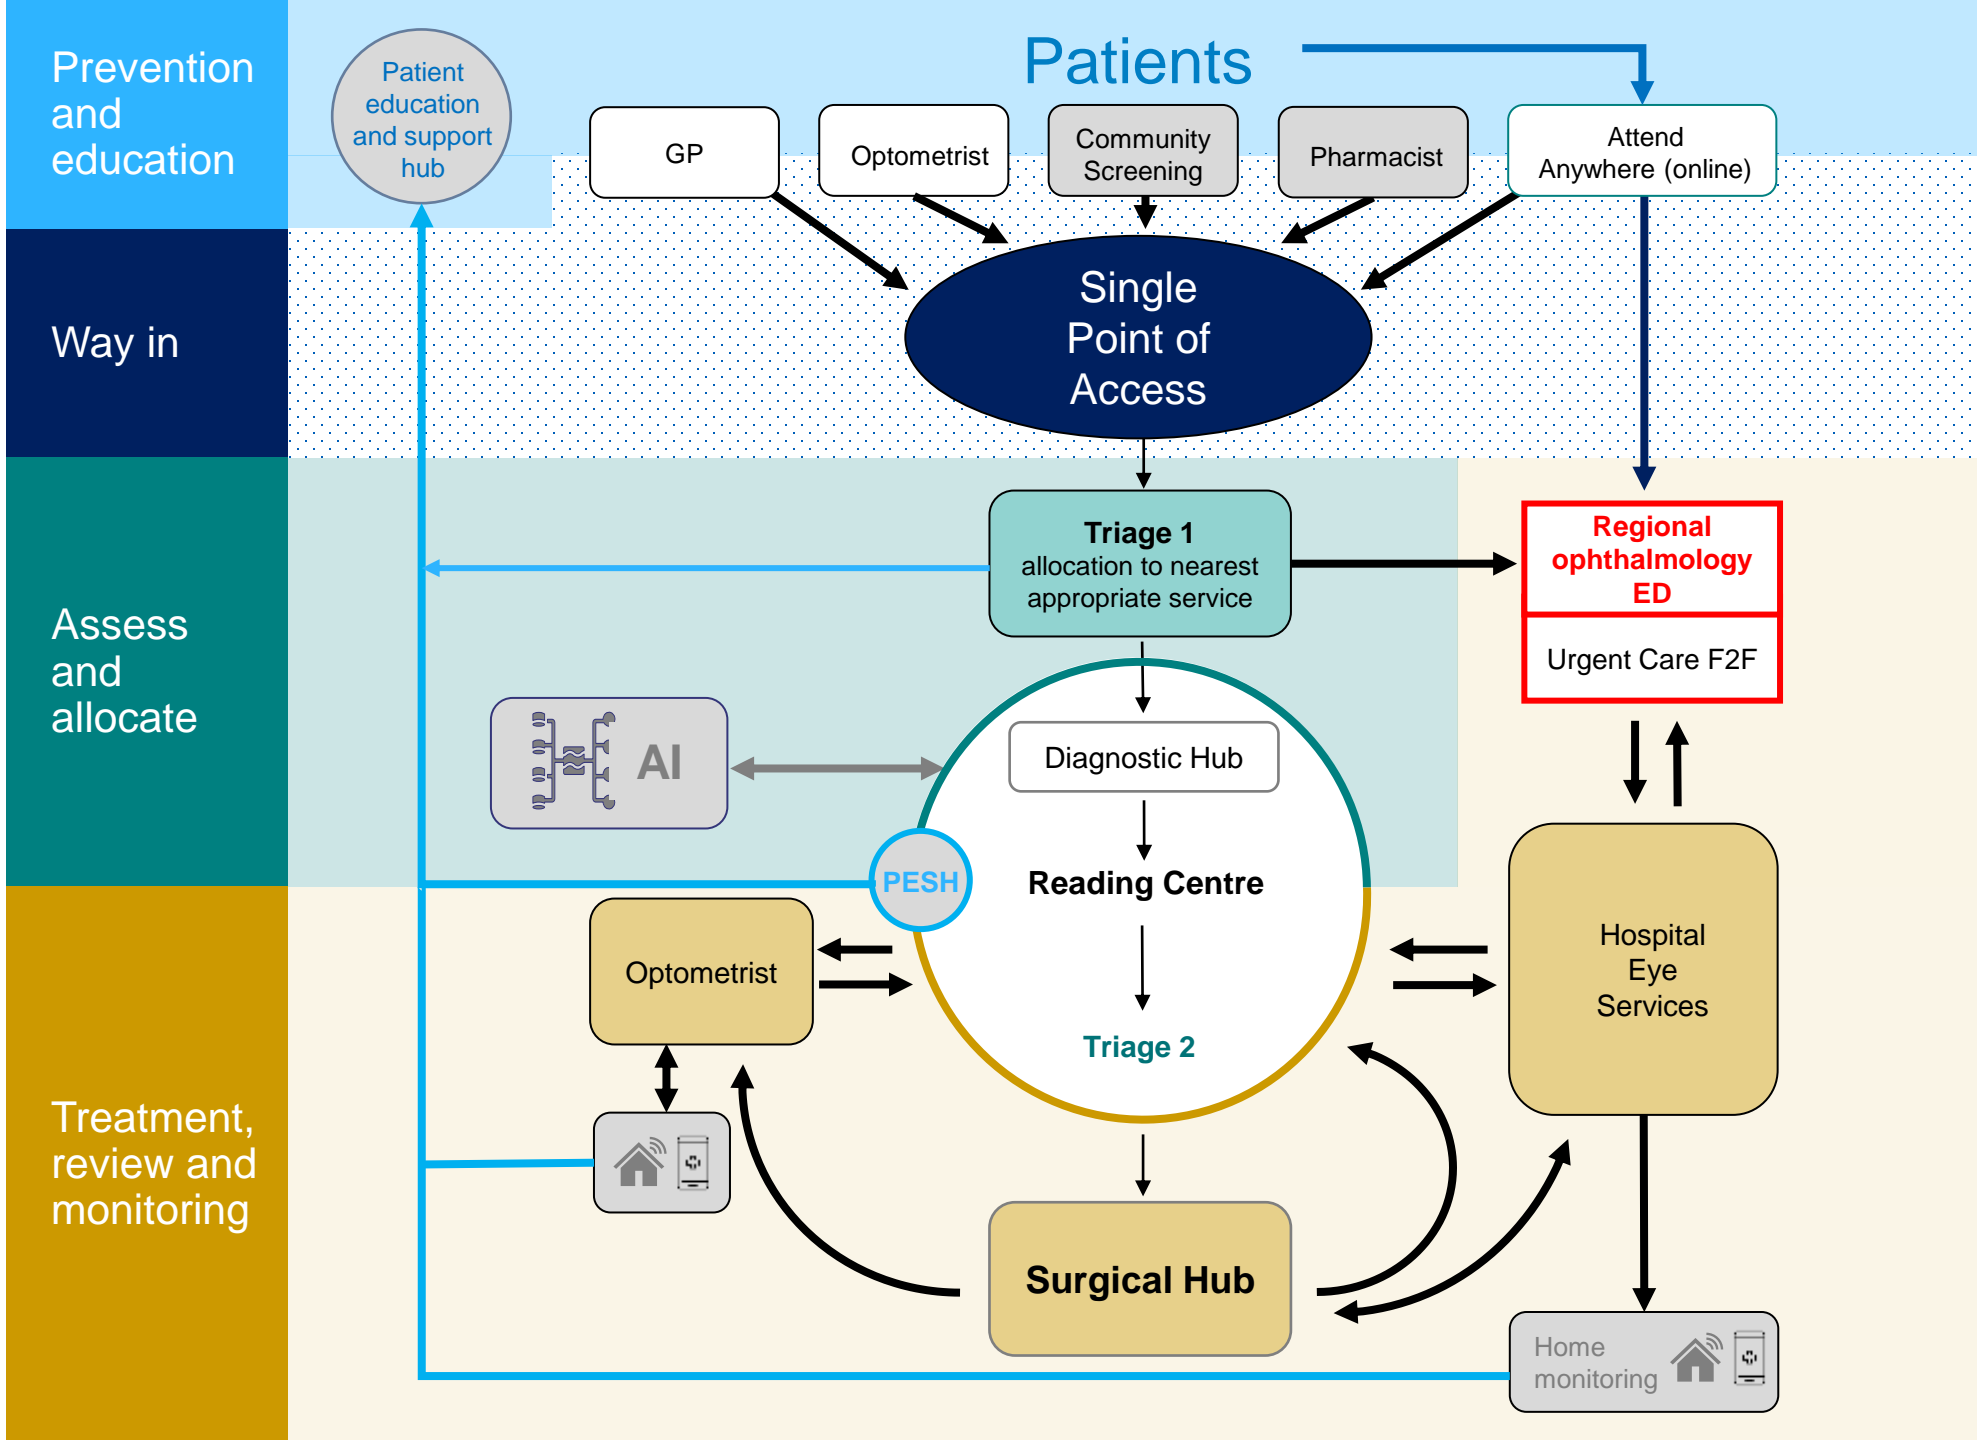 Prevention
and
education
Patient
education
and support
hub
Patients
GP
Optometrist
Community
Screening
Pharmacist
Attend
Anywhere (online)
Way in
Single
Point of
Access
Assess
and
allocate
Triage 1
allocation to nearest
appropriate service
Regional
ophthalmology
ED
Urgent Care F2F
AI
Diagnostic Hub
PESH
Reading Centre
Triage 2
Optometrist
Hospital
Eye
Services
Treatment,
review and
monitoring
Surgical Hub
Home
monitoring